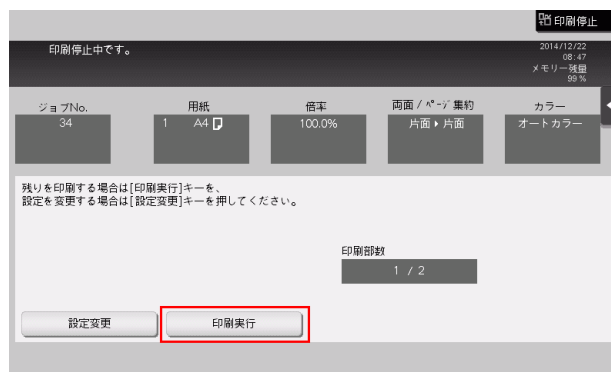 印刷停止
印刷停止中です。
2014/12/22
08:47
メモリー残量
99 %
ジョブNo.
用紙
倍率
両面 / ﾍﾟｰｼﾞ 集約
カラー
34
1 A4
100.0%
片面 ▶ 片面
オートカラー
残りを印刷する場合は[印刷実行]キーを、
設定を変更する場合は[設定変更]キーを押してください。
印刷部数
1 / 2
設定変更
印刷実行